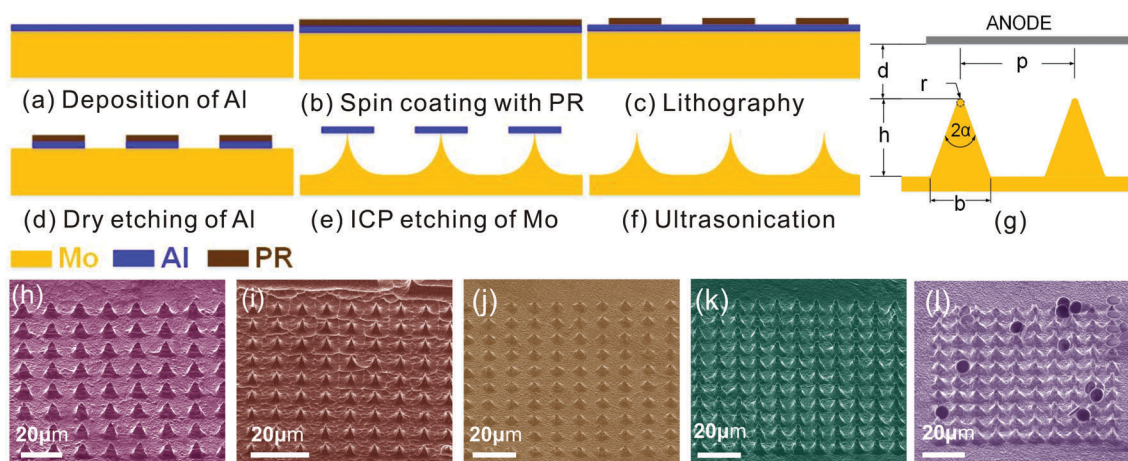 (a) Deposition of Al
(b) Spin coating with PR
(c) Lithography
(d) Dry etching of Al
(e) ICP etching of Mo
(f) Ultrasonication
ANODE
d
p
r
h
2α
b
(g)
Mo
Al
PR
(h)
20μm
(i)
20μm
(j)
20μm
(k)
20μm
(l)
20μm